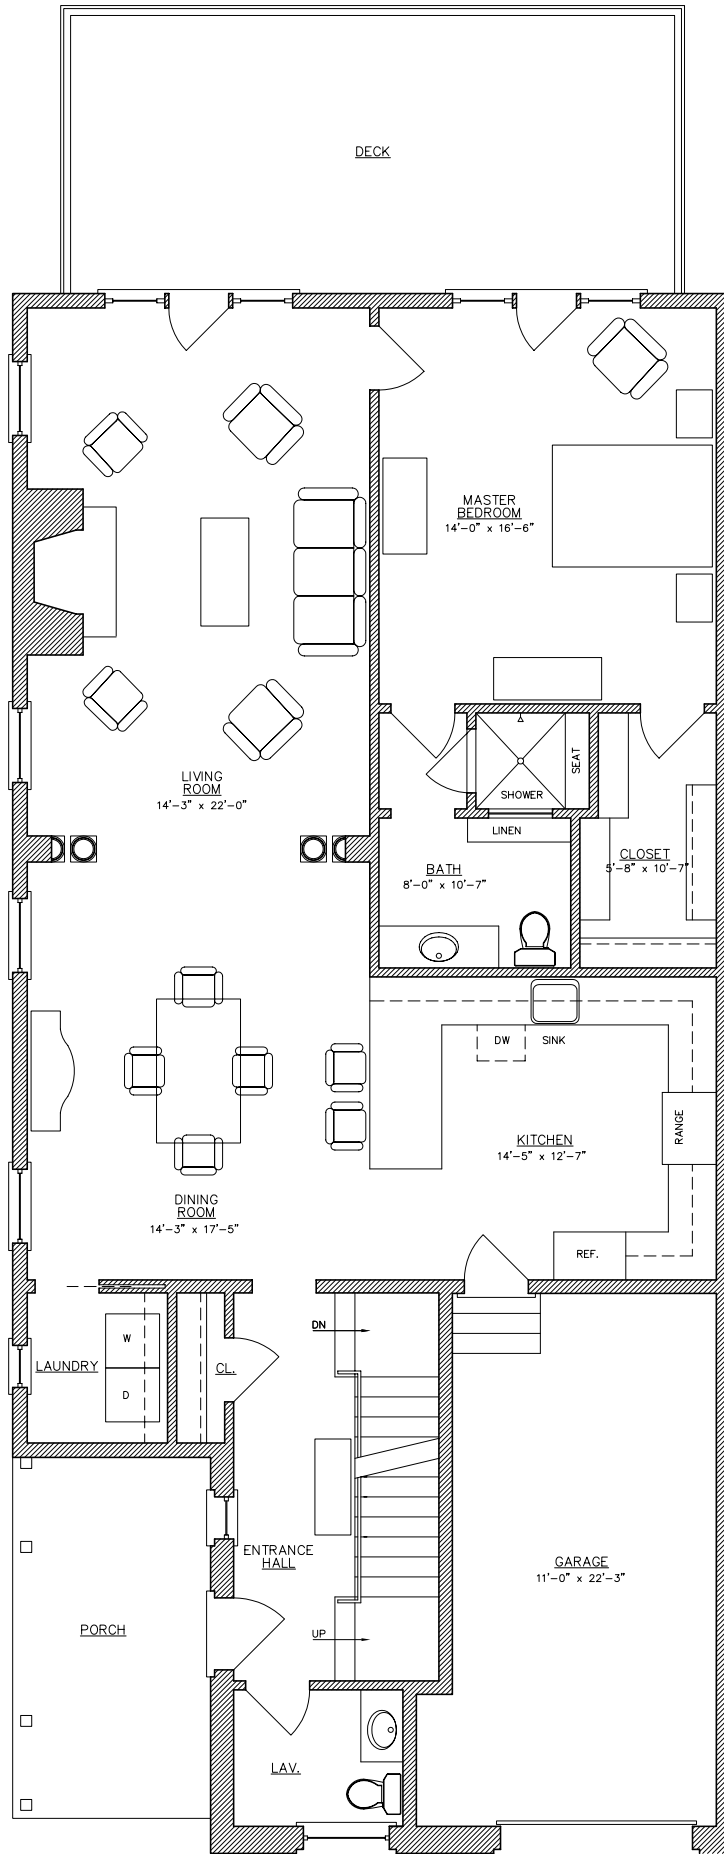 DECK
MASTER
BEDROOM
14'-0" x 16'-6"
LIVING
ROOM
14'-3" x 22'-0"
SEAT
SHOWER
LINEN
BATH
8'-0" x 10'-7"
CLOSET
5'-8" x 10'-7"
DW
SINK
RANGE
KITCHEN
14'-5" x 12'-7"
REF.
DINING
ROOM
14'-3" x 17'-5"
DN
W
LAUNDRY
CL.
D
ENTRANCE
HALL
GARAGE
11'-0" x 22'-3"
PORCH
UP
LAV.